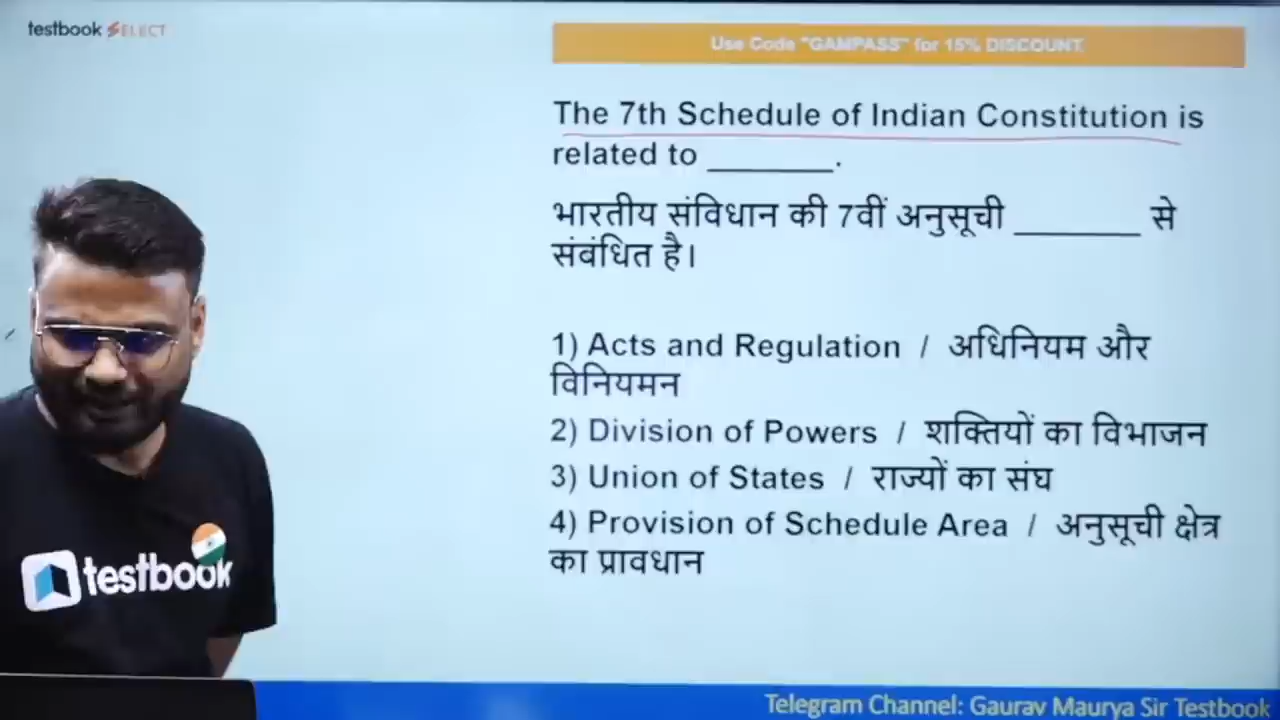 testbook SELECT
Use Code "GAMPASS" for 15% DISCOUNT
The 7th Schedule of Indian Constitution is
related to _______.
भारतीय संविधान की 7वीं अनुसूची _______ से
संबंधित है।
1) Acts and Regulation / अधिनियम और
विनियमन
2) Division of Powers / शक्तियों का विभाजन
3) Union of States / राज्यों का संघ
4) Provision of Schedule Area / अनुसूची क्षेत्र
का प्रावधान
testbook
Telegram Channel: Gaurav Maurya Sir Testbook